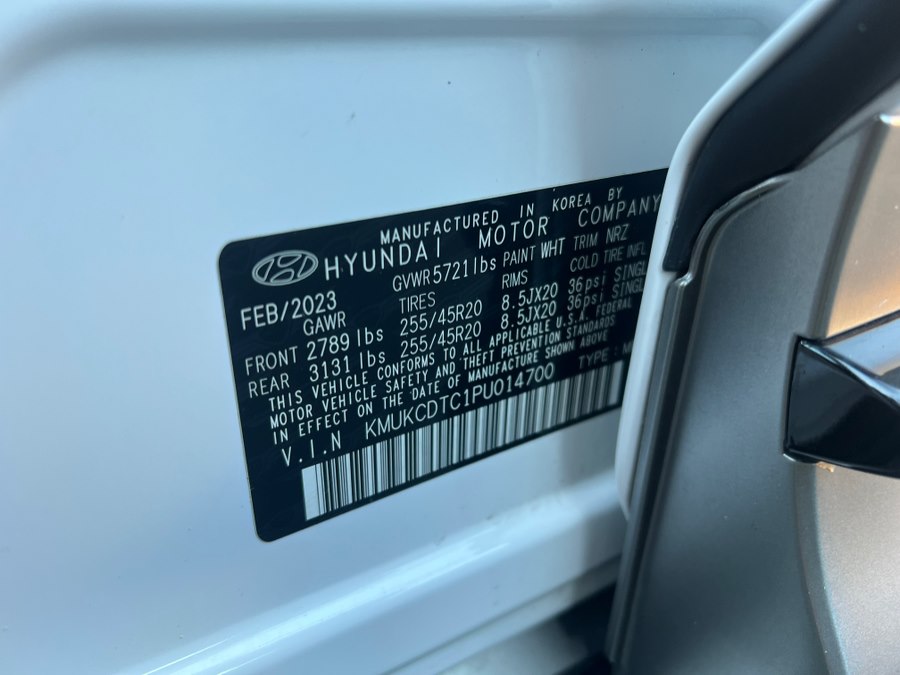 MANUFACTURED IN KOREA BY
HYUNDAI MOTOR COMPANY
FEB/2023 GVWR 5721 lbs PAINT WHT TRIM NRZ
GAWR TIRES RIMS COLD TIRE INFL
FRONT 2789 lbs 255/45R20 8.5JX20 36psi SINGL
REAR 3131 lbs 255/45R20 8.5JX20 36psi SINGL
THIS VEHICLE CONFORMS TO ALL APPLICABLE U.S.A. FEDERAL
MOTOR VEHICLE SAFETY AND THEFT PREVENTION STANDARDS
IN EFFECT ON THE DATE OF MANUFACTURE SHOWN ABOVE
V.I.N KMUKCDTC1PU014700 TYPE : M